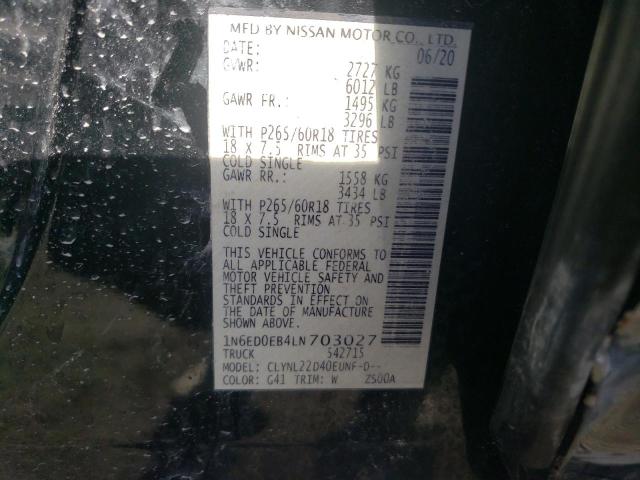 MFD BY NISSAN MOTOR CO., LTD.
DATE: 06/20
GVWR: 2727 KG
6012 LB
GAWR FR.: 1495 KG
3296 LB
WITH P265/60R18 TIRES
18 X 7.5 RIMS AT 35 PSI
COLD SINGLE
GAWR RR.: 1558 KG
3434 LB
WITH P265/60R18 TIRES
18 X 7.5 RIMS AT 35 PSI
COLD SINGLE
THIS VEHICLE CONFORMS TO
ALL APPLICABLE FEDERAL
MOTOR VEHICLE SAFETY AND
THEFT PREVENTION
STANDARDS IN EFFECT ON
THE DATE OF MANUFACTURE
SHOWN ABOVE.
1N6ED0EB4LN703027
TRUCK 542715
MODEL: CLYNL22D40EUNF-D--
COLOR: G41 TRIM: W 2500A